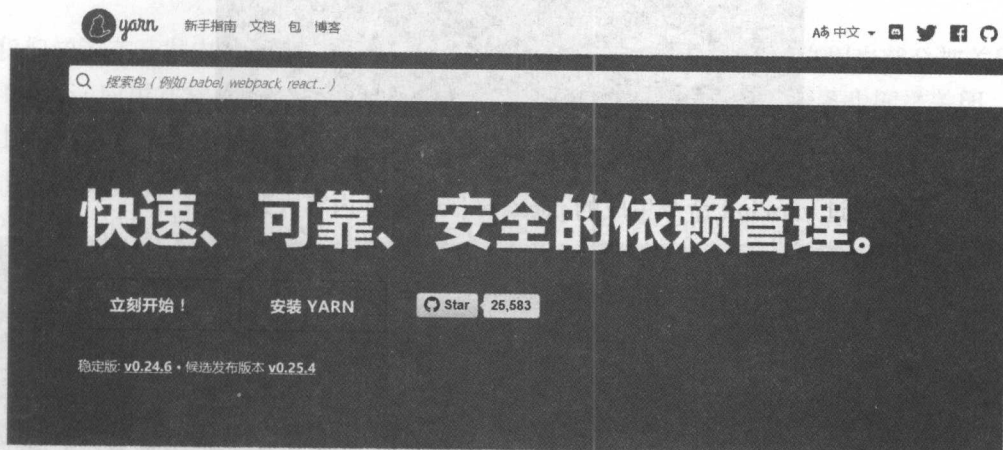 yarn 新手指南 文档 包 博客 Aあ 中文
搜索包（例如 babel, webpack, react...）
快速、可靠、安全的依赖管理。
立刻开始！ 安装 YARN Star 25,583
稳定版: v0.24.6 • 候选发布版本 v0.25.4